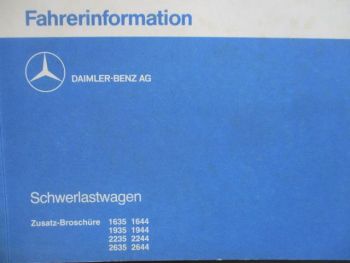 Fahrerinformation
DAIMLER-BENZ AG
Schwerlastwagen
Zusatz-Broschüre 1635 1644
1935 1944
2235 2244
2635 2644